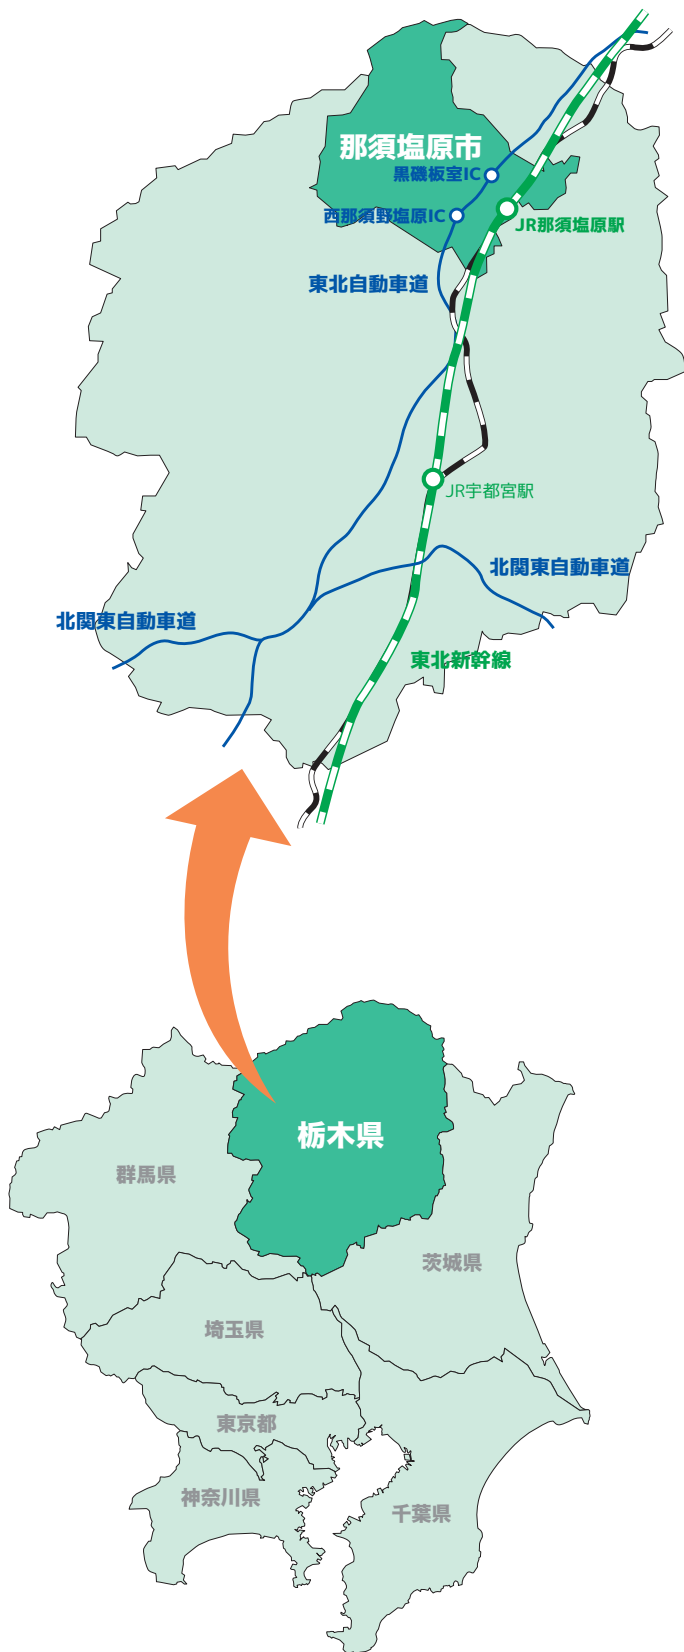 那須塩原市
黒磯板室IC
西那須野塩原IC
JR那須塩原駅
東北自動車道
JR宇都宮駅
北関東自動車道
北関東自動車道
東北新幹線
栃木県
群馬県
茨城県
埼玉県
東京都
神奈川県
千葉県